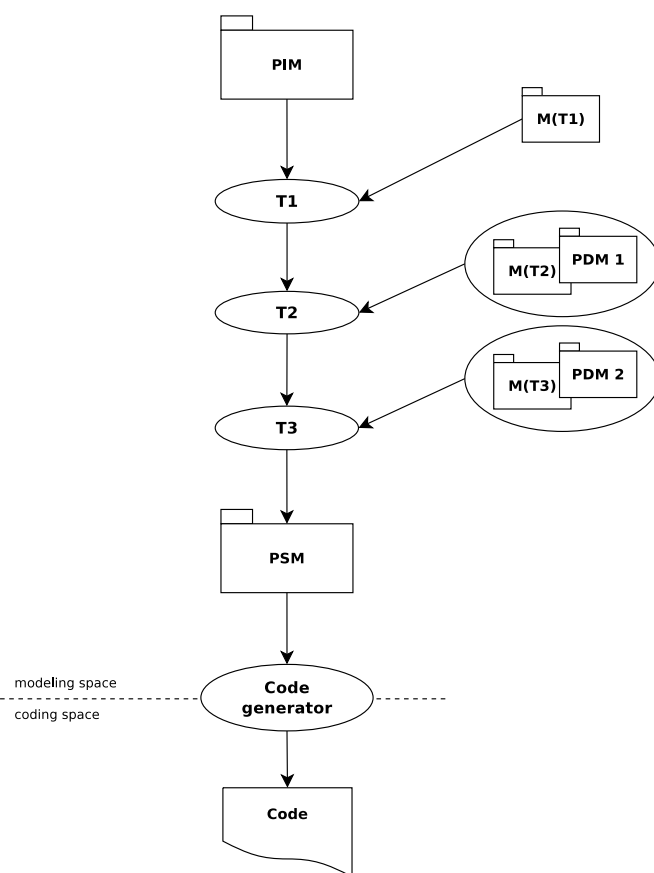 PIM
M(T1)
T1
PDM 1
M(T2)
T2
PDM 2
M(T3)
T3
PSM
modeling space
Code
generator
coding space
Code